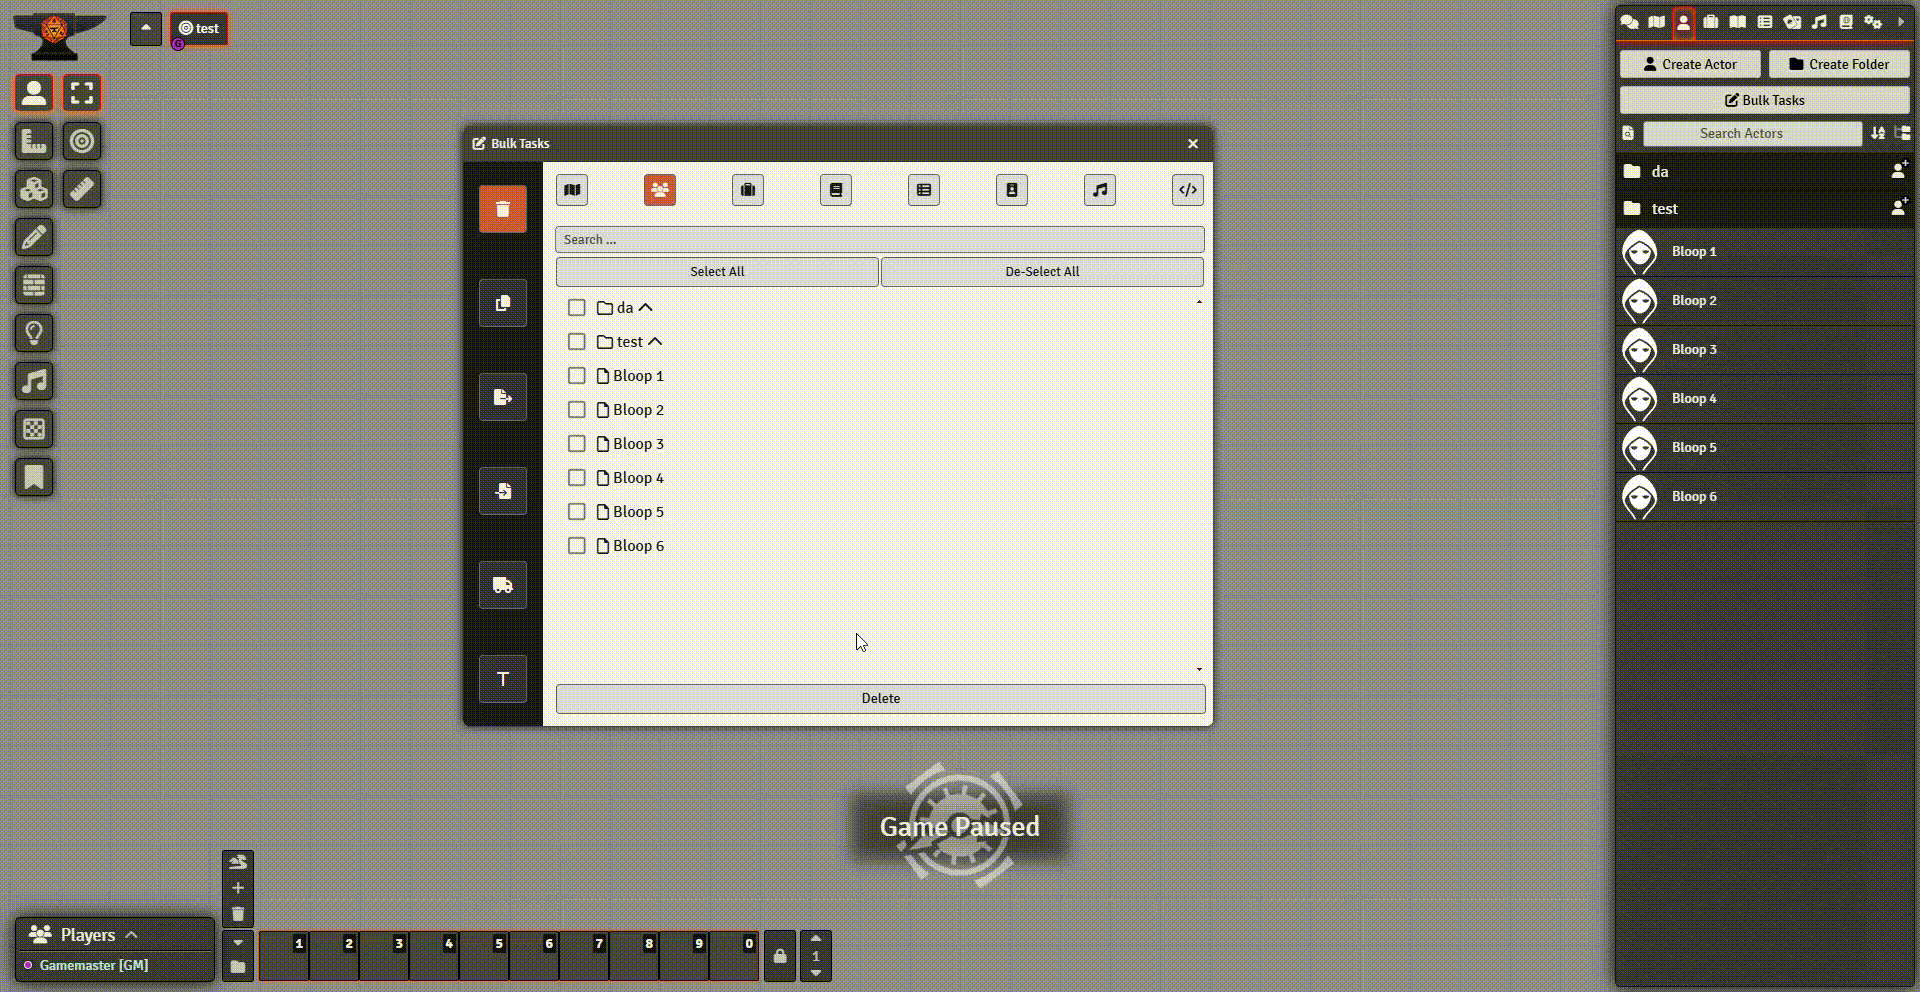 test
G
Create Actor
Create Folder
Bulk Tasks
Search Actors
da
test
Bloop 1
Bloop 2
Bloop 3
Bloop 4
Bloop 5
Bloop 6
Bulk Tasks
Search ...
Select All
De-Select All
da
test
Bloop 1
Bloop 2
Bloop 3
Bloop 4
Bloop 5
Bloop 6
T
Delete
Game Paused
Players
Gamemaster [GM]
1 2 3 4 5 6 7 8 9 0
1